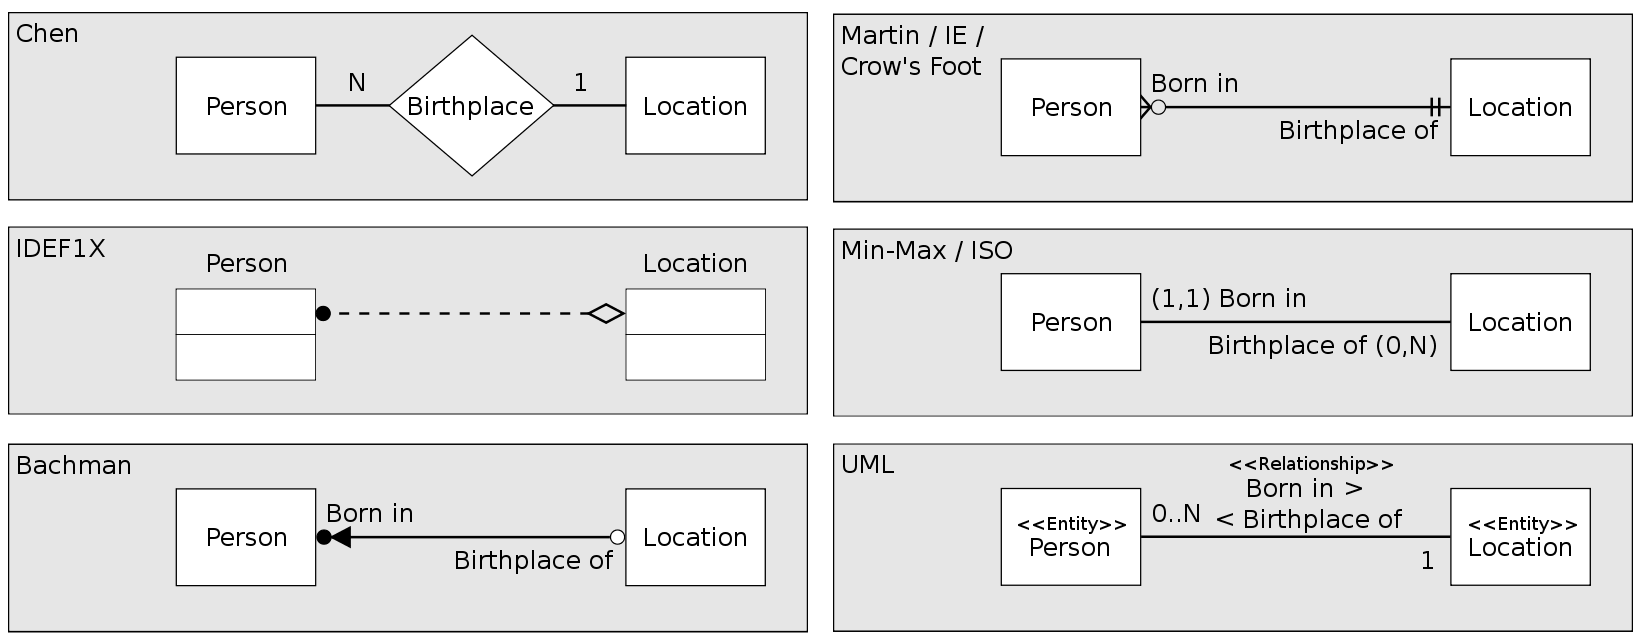 Chen
Person
N
Birthplace
1
Location
Martin / IE /
Crow's Foot
Person
Born in
Birthplace of
Location
IDEF1X
Person
Location
Min-Max / ISO
Person
(1,1) Born in
Birthplace of (0,N)
Location
Bachman
Person
Born in
Birthplace of
Location
UML
<<Entity>>
Person
0..N
<<Relationship>>
Born in >
< Birthplace of
1
<<Entity>>
Location